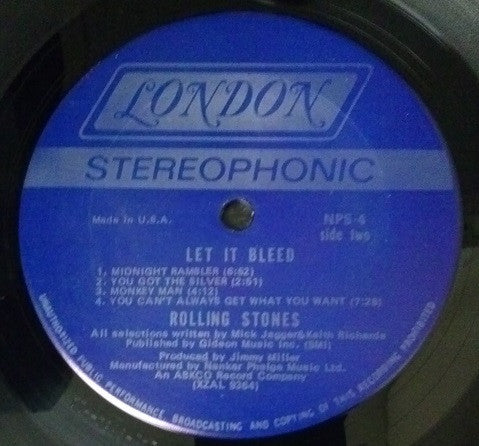 LONDON
STEREOPHONIC
Made in U.S.A.
NPS-4
side two
LET IT BLEED
1. MIDNIGHT RAMBLER (6:52)
2. YOU GOT THE SILVER (2:51)
3. MONKEY MAN (4:12)
4. YOU CAN'T ALWAYS GET WHAT YOU WANT (7:28)
ROLLING STONES
All selections written by Mick Jagger&Keith Richards
Published by Gideon Music Inc. (BMI)
Produced by Jimmy Miller
Manufactured by Nanker Phelge Music Ltd.
An ABKCO Record Company
(XZAL 9364)
UNAUTHORIZED PUBLIC PERFORMANCE, BROADCASTING AND COPYING OF THIS RECORDING PROHIBITED